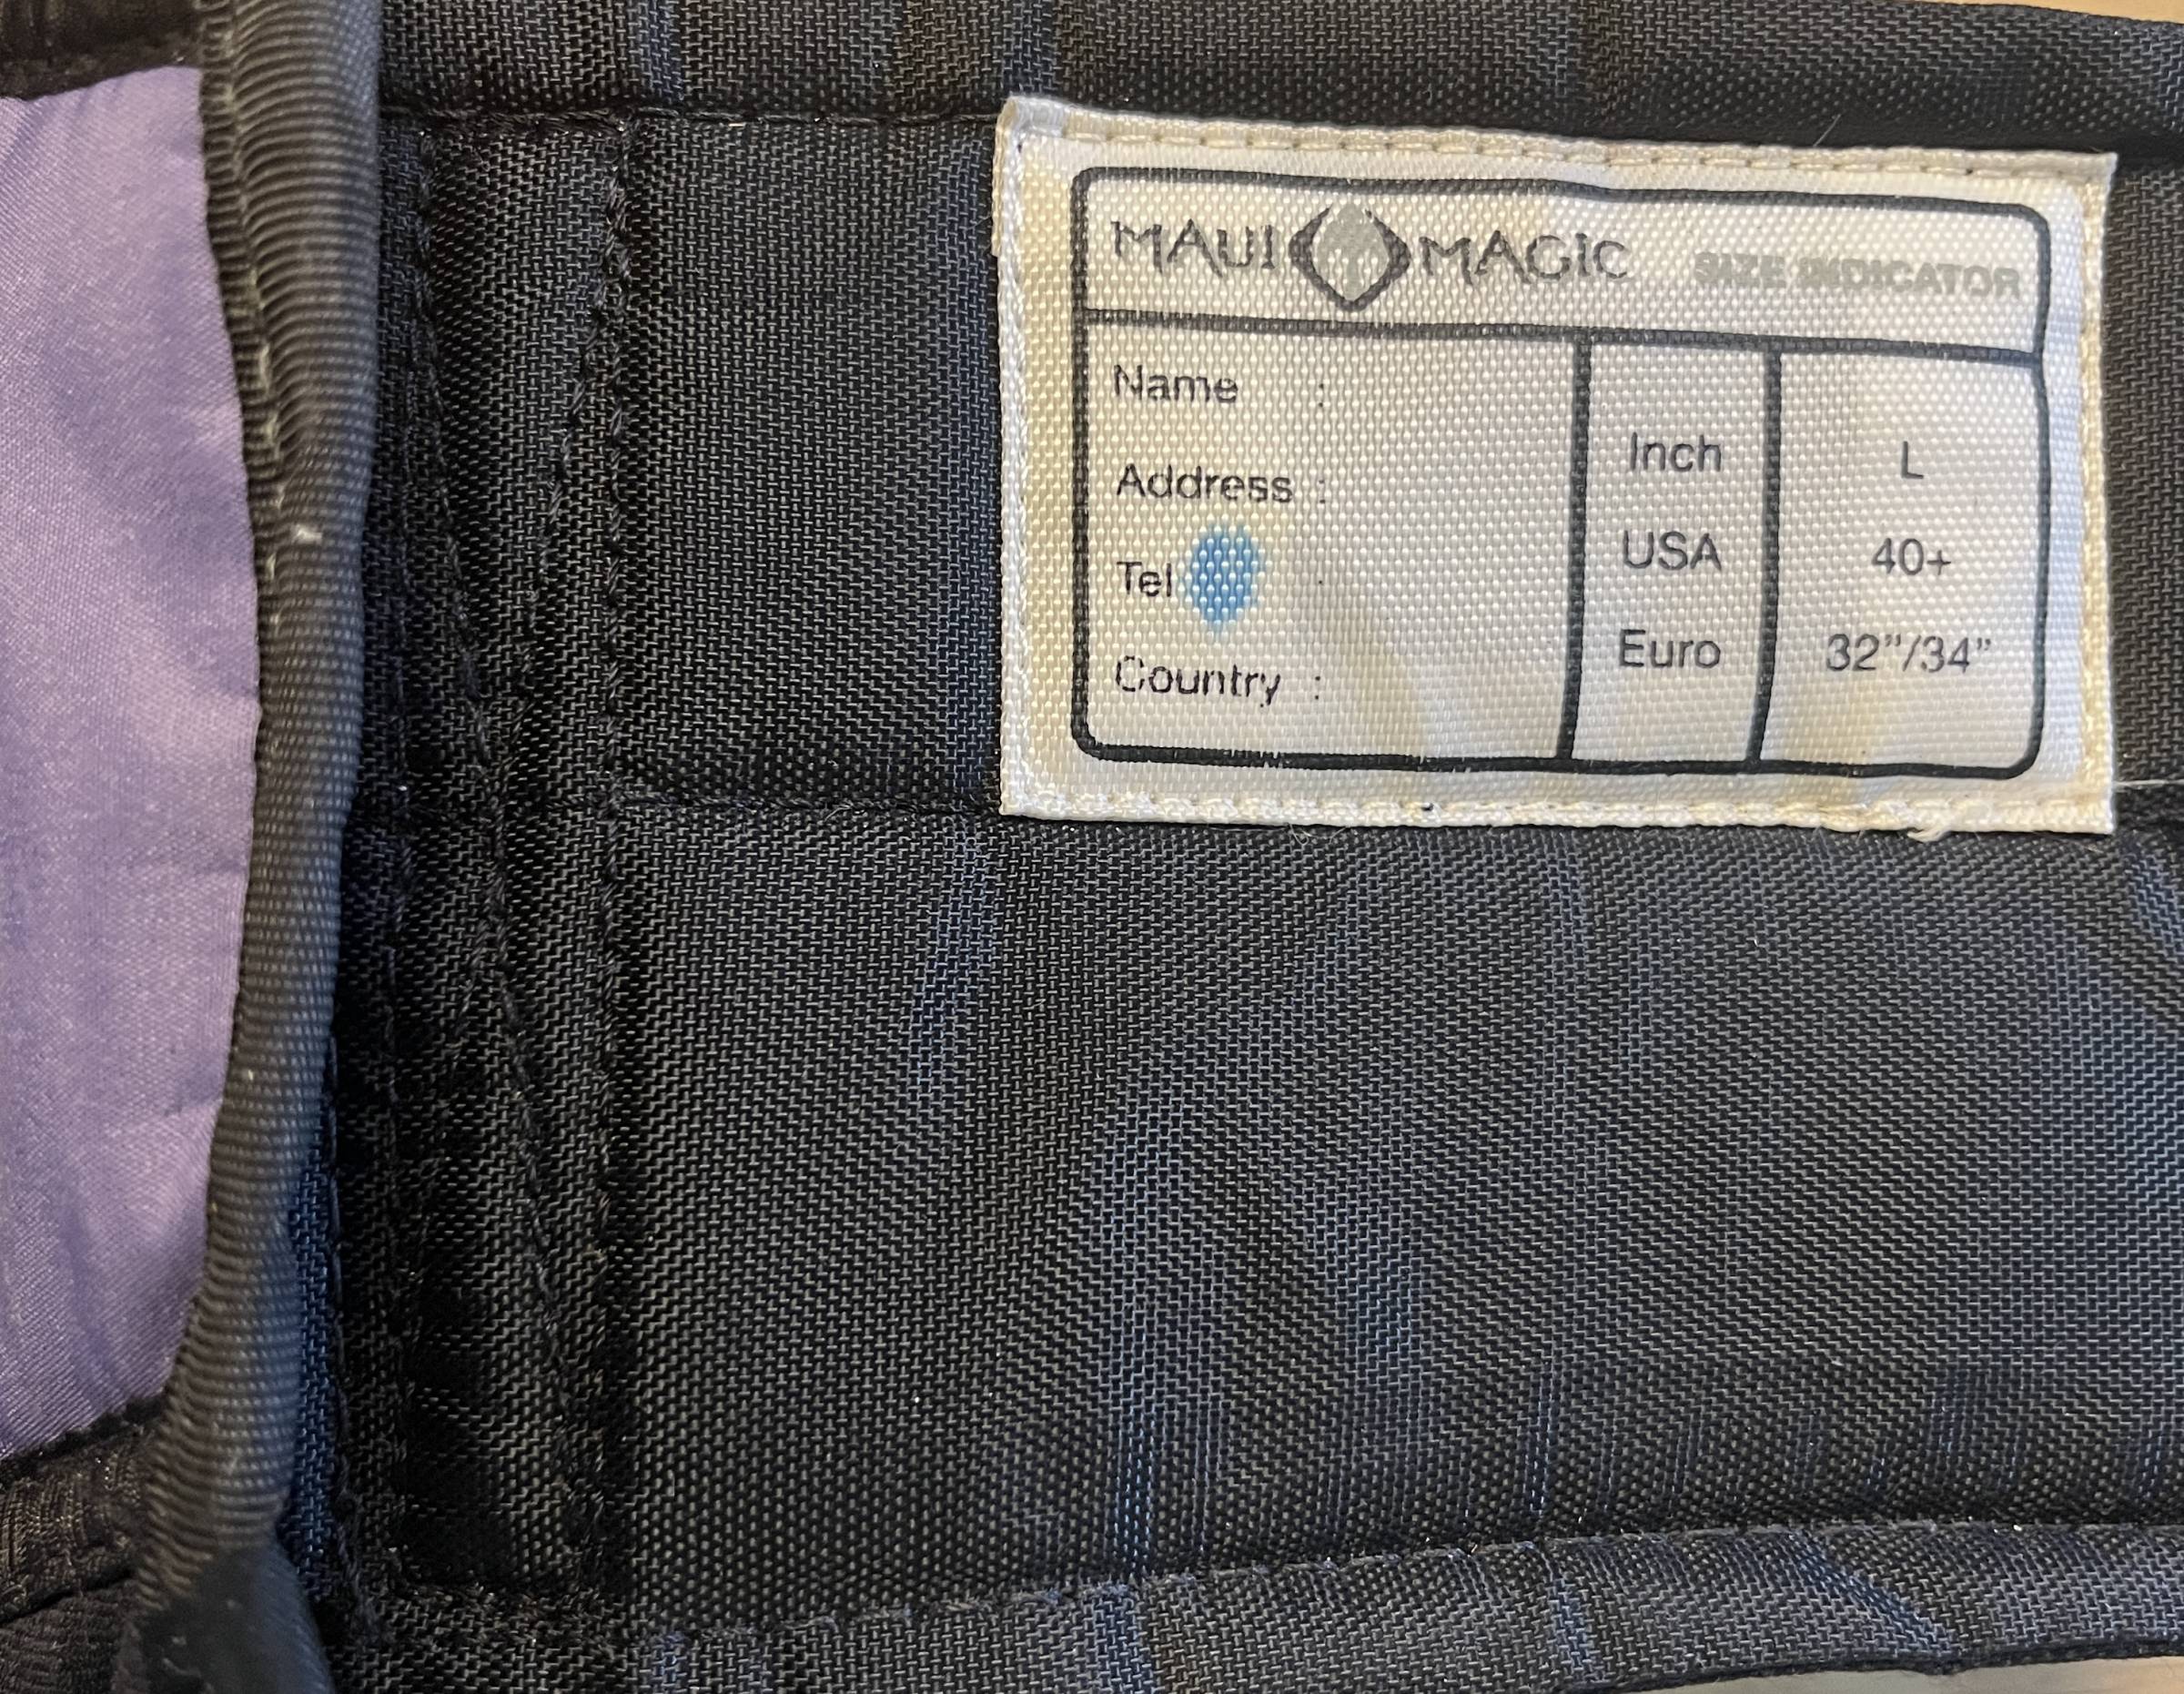 MAUI MAGIC SIZE INDICATOR
Name :
Address :
Tel :
Country :
Inch L
USA 40+
Euro 32”/34”